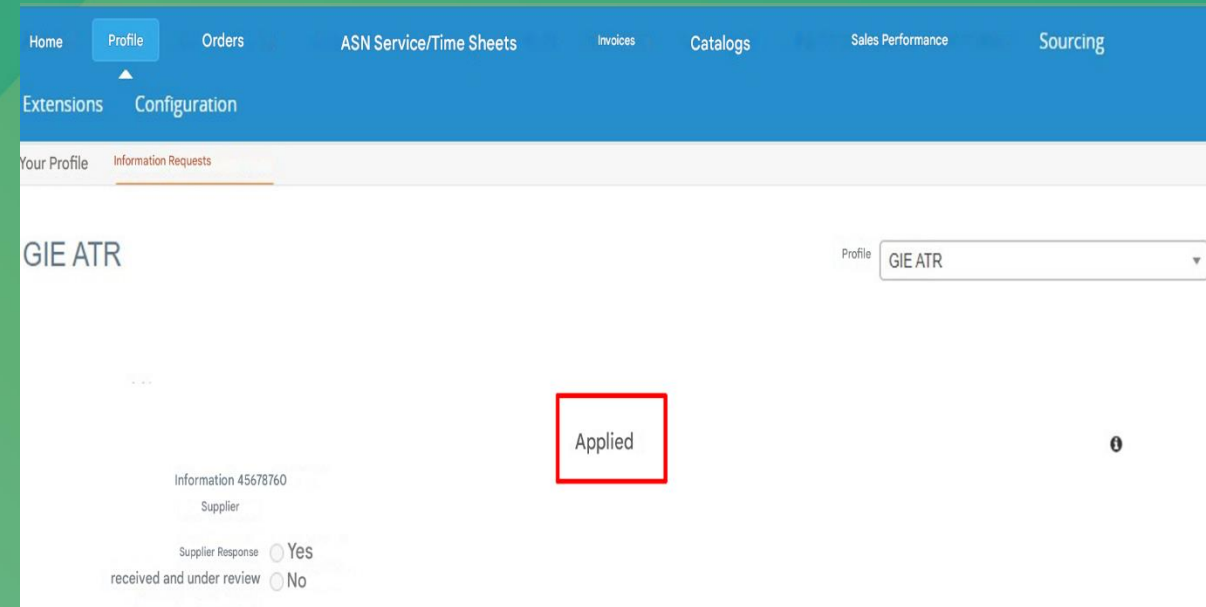 Home Profile Orders ASN Service/Time Sheets Invoices Catalogs Sales Performance Sourcing
Extensions Configuration
Your Profile Information Requests
GIE ATR
Profile GIE ATR
Applied
Information 45678760
Supplier
Supplier Response Yes
received and under review No